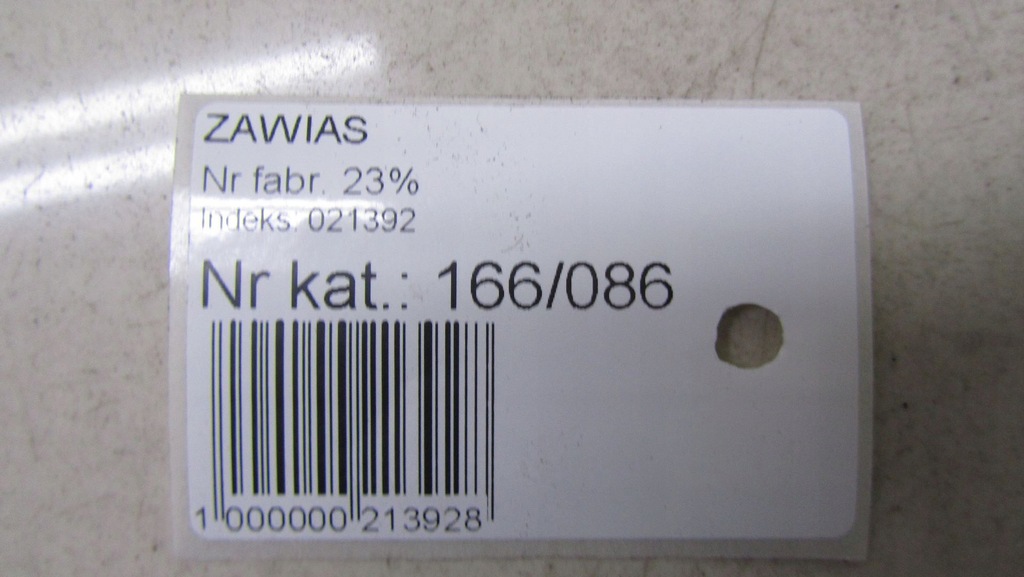 ZAWIAS
Nr fabr. 23%
Indeks: 021392
Nr kat.: 166/086
1 000000 213928